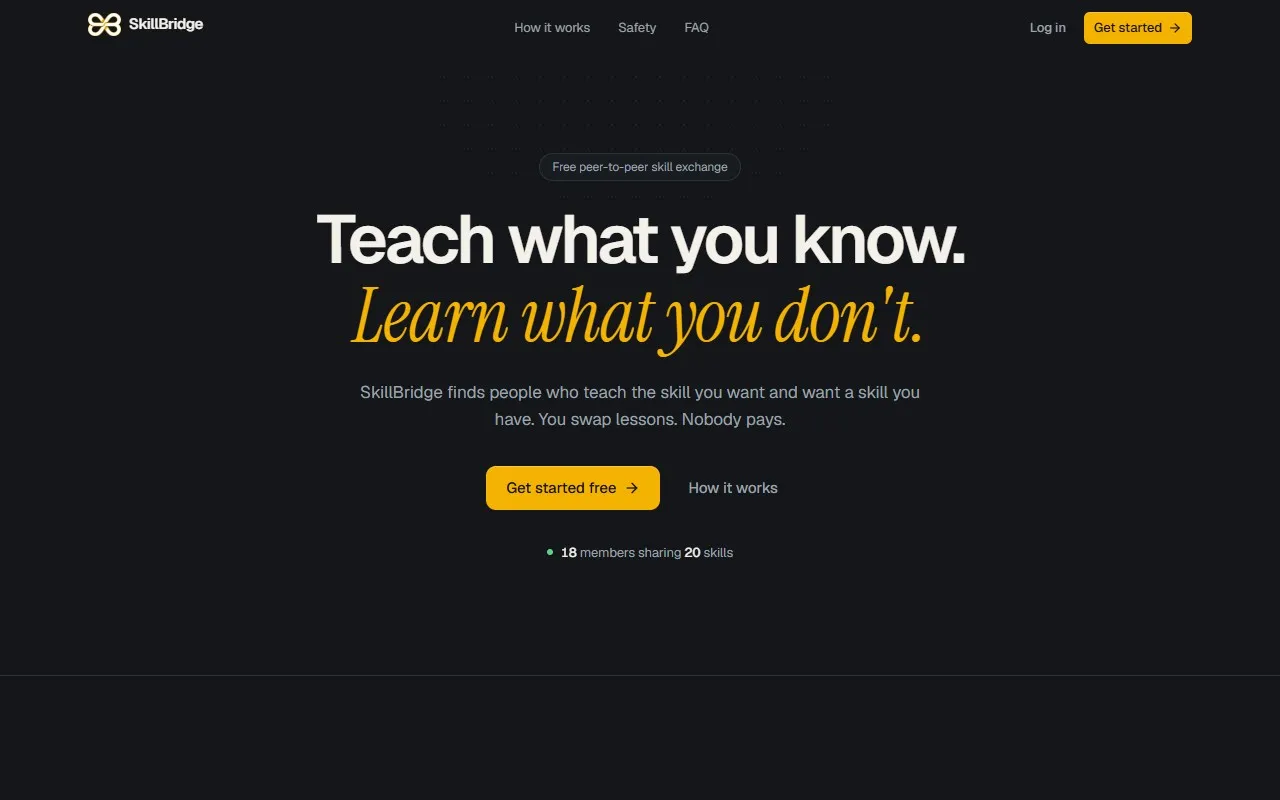 SkillBridge
How it works
Safety
FAQ
Log in
Get started →
Free peer-to-peer skill exchange
Teach what you know.
Learn what you don't.
SkillBridge finds people who teach the skill you want and want a skill you
have. You swap lessons. Nobody pays.
Get started free →
How it works
18 members sharing 20 skills